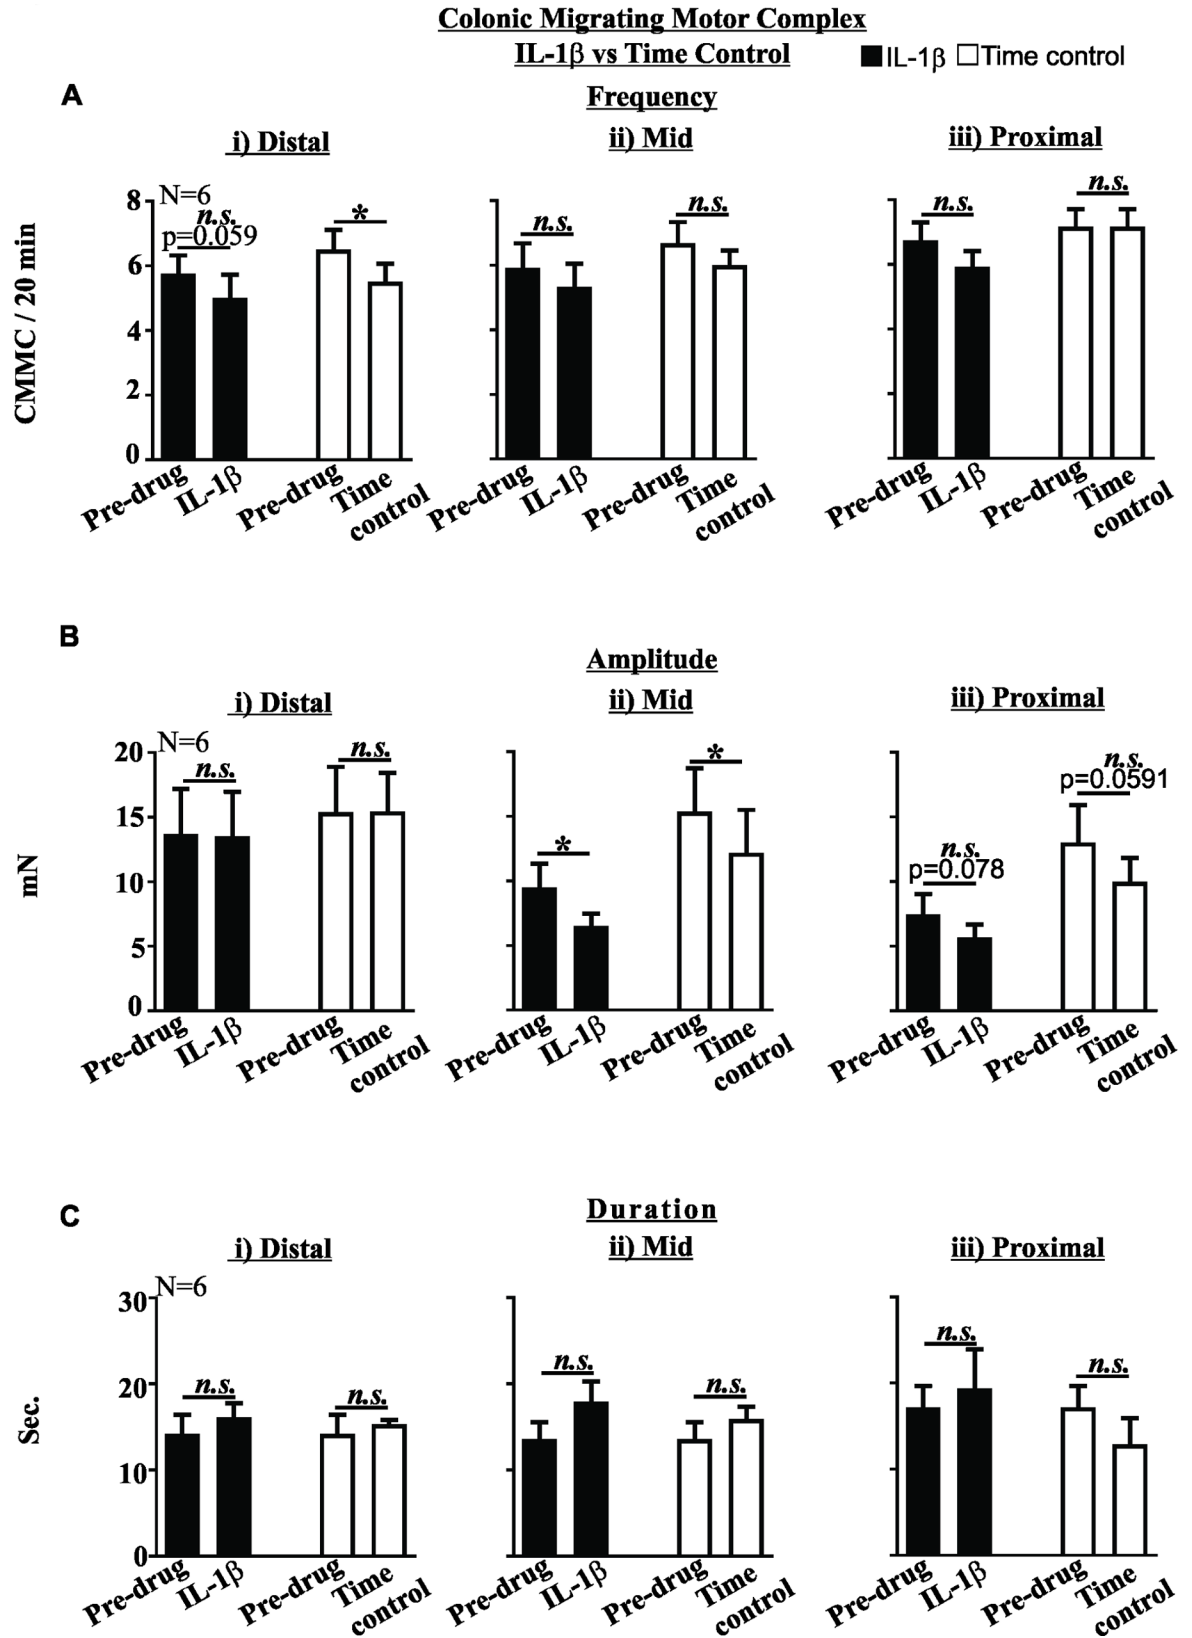 Colonic Migrating Motor Complex
IL-1β vs Time Control
IL-1β Time control
A
Frequency
i) Distal
ii) Mid
iii) Proximal
CMMC / 20 min
8
6
4
2
0
N=6
n.s.
p=0.059
*
n.s.
n.s.
n.s.
n.s.
Pre-drug
IL-1β
Pre-drug
Time
control
Pre-drug
IL-1β
Pre-drug
Time
control
Pre-drug
IL-1β
Pre-drug
Time
control
B
Amplitude
i) Distal
ii) Mid
iii) Proximal
mN
20
15
10
5
0
N=6
n.s.
n.s.
*
*
n.s.
p=0.078
n.s.
p=0.0591
Pre-drug
IL-1β
Pre-drug
Time
control
Pre-drug
IL-1β
Pre-drug
Time
control
Pre-drug
IL-1β
Pre-drug
Time
control
C
Duration
i) Distal
ii) Mid
iii) Proximal
Sec.
30
20
10
0
N=6
n.s.
n.s.
n.s.
n.s.
n.s.
n.s.
Pre-drug
IL-1β
Pre-drug
Time
control
Pre-drug
IL-1β
Pre-drug
Time
control
Pre-drug
IL-1β
Pre-drug
Time
control